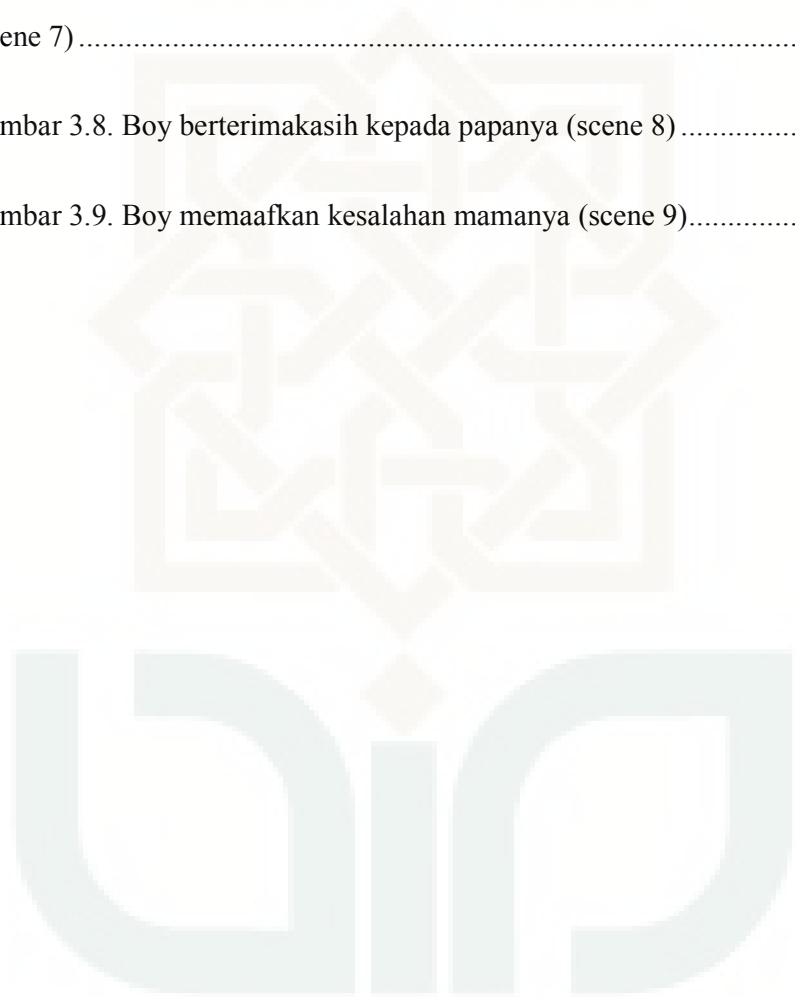 ene 7)................................................................................................
mbar 3.8. Boy berterimakasih kepada papanya (scene 8)...............
mbar 3.9. Boy memaafkan kesalahan mamanya (scene 9)..............